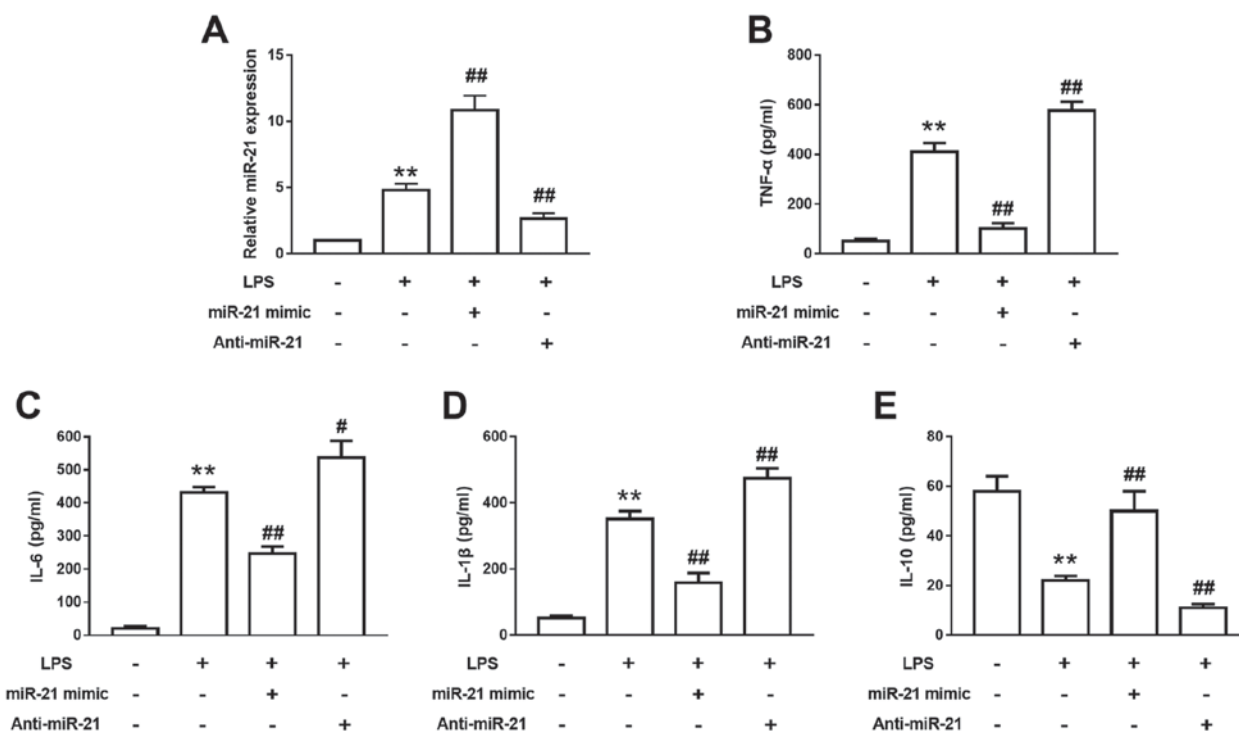 A
Relative miR-21 expression
15
10
5
0
**
##
##
LPS - + + +
miR-21 mimic - - + -
Anti-miR-21 - - - +
B
TNF-α (pg/ml)
800
600
400
200
0
**
##
##
LPS - + + +
miR-21 mimic - - + -
Anti-miR-21 - - - +
C
IL-6 (pg/ml)
600
500
400
300
200
100
0
**
##
#
LPS - + + +
miR-21 mimic - - + -
Anti-miR-21 - - - +
D
IL-1β (pg/ml)
600
400
200
0
**
##
##
LPS - + + +
miR-21 mimic - - + -
Anti-miR-21 - - - +
E
IL-10 (pg/ml)
80
60
40
20
0
**
##
##
LPS - + + +
miR-21 mimic - - + -
Anti-miR-21 - - - +